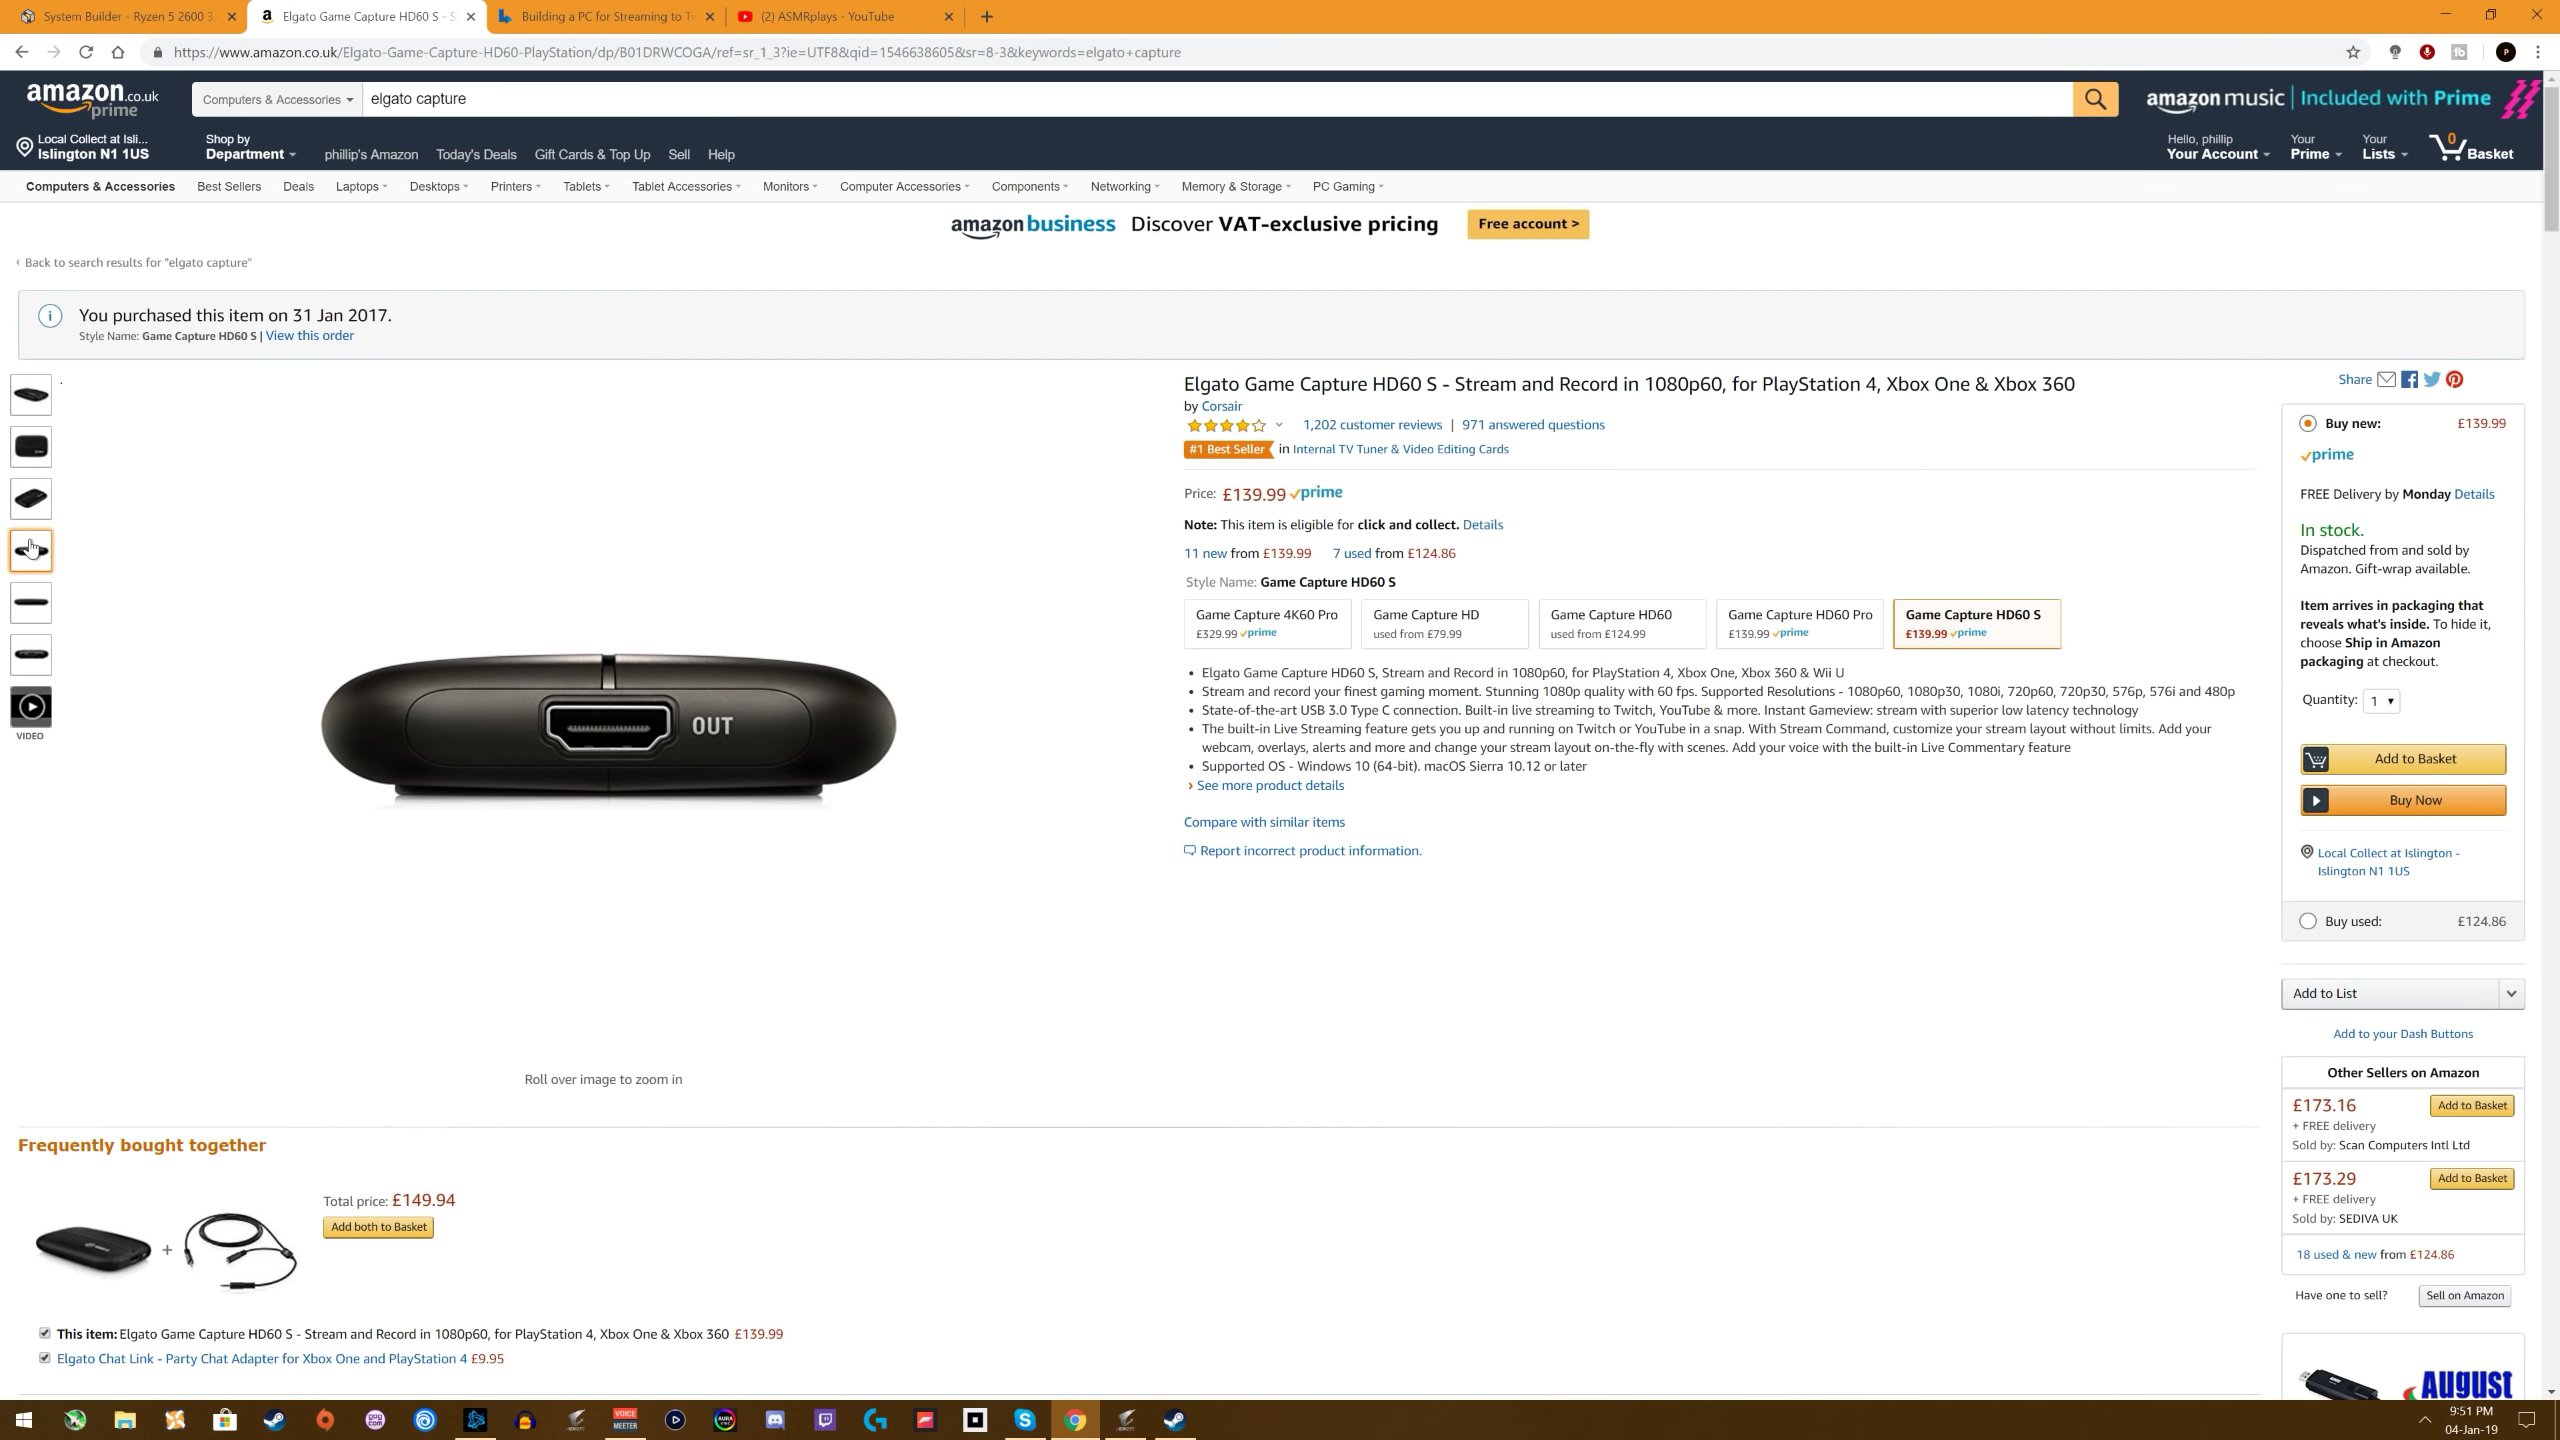 System Builder - Ryzen 5 2600 3.
Elgato Game Capture HD60 S - S
Building a PC for Streaming to Tw
(2) ASMRplays - YouTube
https://www.amazon.co.uk/Elgato-Game-Capture-HD60-PlayStation/dp/B01DRWCOGA/ref=sr_1_3?ie=UTF8&qid=1546638605&sr=8-3&keywords=elgato+capture
amazon.co.uk
prime
Computers & Accessories
elgato capture
amazon music | Included with Prime
Local Collect at Isli...
Islington N1 1US
Shop by
Department
phillip's Amazon
Today's Deals
Gift Cards & Top Up
Sell
Help
Hello, phillip
Your Account
Your
Prime
Your
Lists
0
Basket
Computers & Accessories
Best Sellers
Deals
Laptops
Desktops
Printers
Tablets
Tablet Accessories
Monitors
Computer Accessories
Components
Networking
Memory & Storage
PC Gaming
amazon business Discover VAT-exclusive pricing
Free account >
‹ Back to search results for "elgato capture"
You purchased this item on 31 Jan 2017.
Style Name: Game Capture HD60 S | View this order
VIDEO
OUT
Roll over image to zoom in
Elgato Game Capture HD60 S - Stream and Record in 1080p60, for PlayStation 4, Xbox One & Xbox 360
by Corsair
1,202 customer reviews | 971 answered questions
#1 Best Seller in Internal TV Tuner & Video Editing Cards
Price: £139.99 prime
Note: This item is eligible for click and collect. Details
11 new from £139.99 7 used from £124.86
Style Name: Game Capture HD60 S
Game Capture 4K60 Pro
£329.99 prime
Game Capture HD
used from £79.99
Game Capture HD60
used from £124.99
Game Capture HD60 Pro
£139.99 prime
Game Capture HD60 S
£139.99 prime
• Elgato Game Capture HD60 S, Stream and Record in 1080p60, for PlayStation 4, Xbox One, Xbox 360 & Wii U
• Stream and record your finest gaming moment. Stunning 1080p quality with 60 fps. Supported Resolutions - 1080p60, 1080p30, 1080i, 720p60, 720p30, 576p, 576i and 480p
• State-of-the-art USB 3.0 Type C connection. Built-in live streaming to Twitch, YouTube & more. Instant Gameview: stream with superior low latency technology
• The built-in Live Streaming feature gets you up and running on Twitch or YouTube in a snap. With Stream Command, customize your stream layout without limits. Add your
webcam, overlays, alerts and more and change your stream layout on-the-fly with scenes. Add your voice with the built-in Live Commentary feature
• Supported OS - Windows 10 (64-bit). macOS Sierra 10.12 or later
› See more product details
Compare with similar items
Report incorrect product information.
Share
Buy new: £139.99
prime
FREE Delivery by Monday Details
In stock.
Dispatched from and sold by
Amazon. Gift-wrap available.
Item arrives in packaging that
reveals what's inside. To hide it,
choose Ship in Amazon
packaging at checkout.
Quantity: 1
Add to Basket
Buy Now
Local Collect at Islington -
Islington N1 1US
Buy used: £124.86
Add to List
Add to your Dash Buttons
Other Sellers on Amazon
£173.16 Add to Basket
+ FREE delivery
Sold by: Scan Computers Intl Ltd
£173.29 Add to Basket
+ FREE delivery
Sold by: SEDIVA UK
18 used & new from £124.86
Have one to sell? Sell on Amazon
AUGUST
Frequently bought together
Total price: £149.94
Add both to Basket
+
This item: Elgato Game Capture HD60 S - Stream and Record in 1080p60, for PlayStation 4, Xbox One & Xbox 360 £139.99
Elgato Chat Link - Party Chat Adapter for Xbox One and PlayStation 4 £9.95
VOICE
MEETER
9:51 PM
04-Jan-19